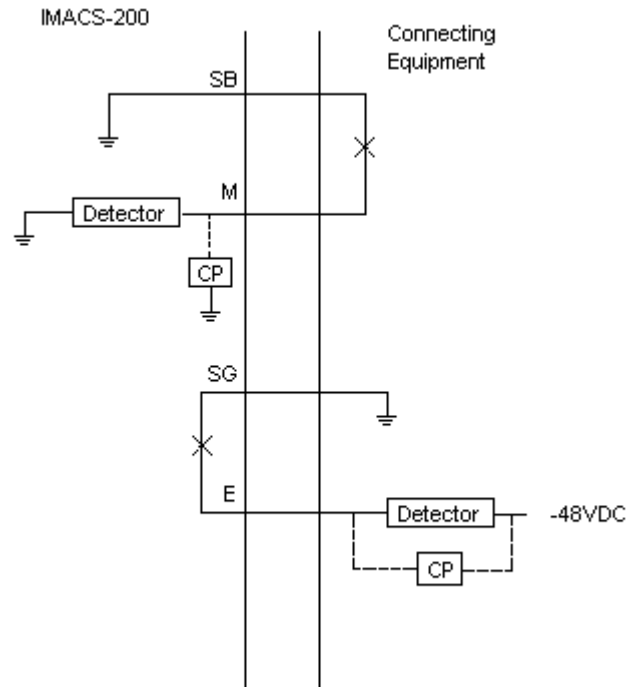 IMACS-200
Connecting
Equipment
SB
M
Detector
CP
SG
E
Detector
-48VDC
CP